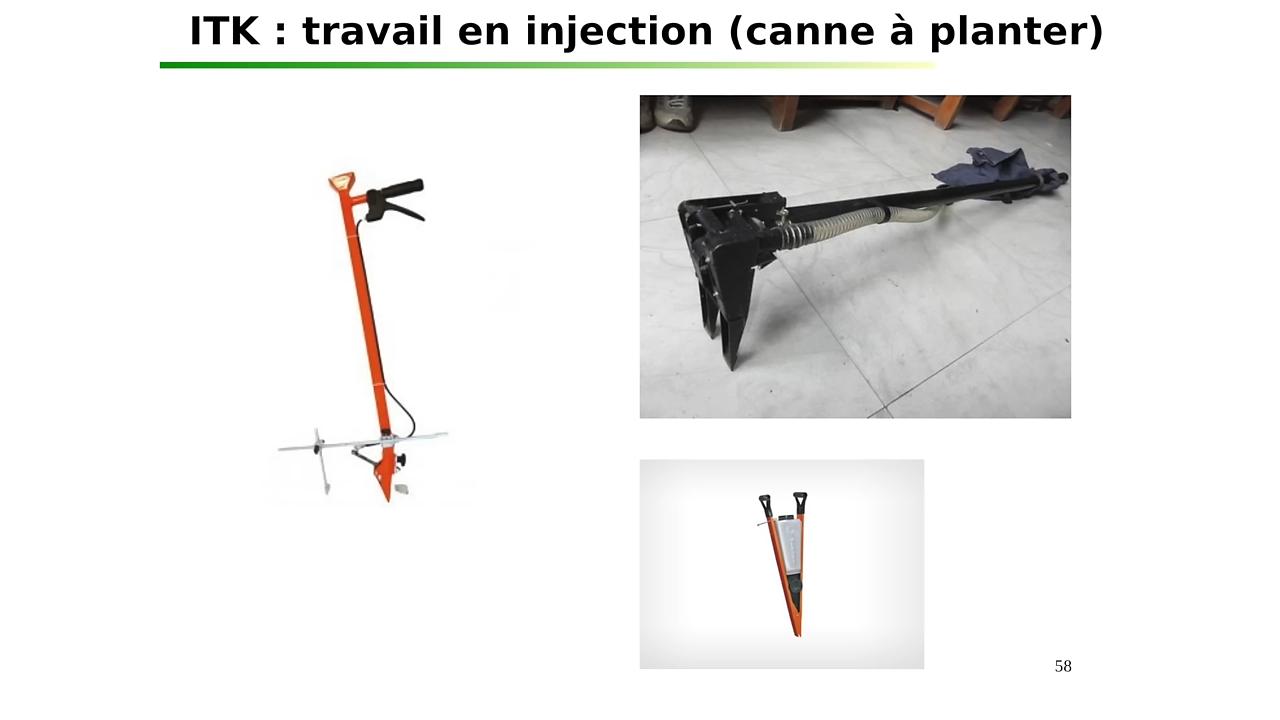 ITK : travail en injection (canne à planter)
58